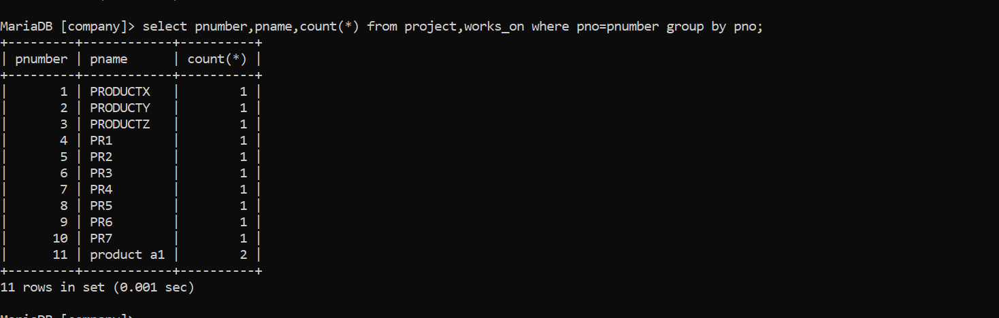 MariaDB [company]> select pnumber,pname,count(*) from project,works_on where pno=pnumber group by pno;
+---------+------------+----------+
| pnumber | pname      | count(*) |
+---------+------------+----------+
|       1 | PRODUCTX   |        1 |
|       2 | PRODUCTY   |        1 |
|       3 | PRODUCTZ   |        1 |
|       4 | PR1        |        1 |
|       5 | PR2        |        1 |
|       6 | PR3        |        1 |
|       7 | PR4        |        1 |
|       8 | PR5        |        1 |
|       9 | PR6        |        1 |
|      10 | PR7        |        1 |
|      11 | product a1 |        2 |
+---------+------------+----------+
11 rows in set (0.001 sec)
MariaDB [company]>